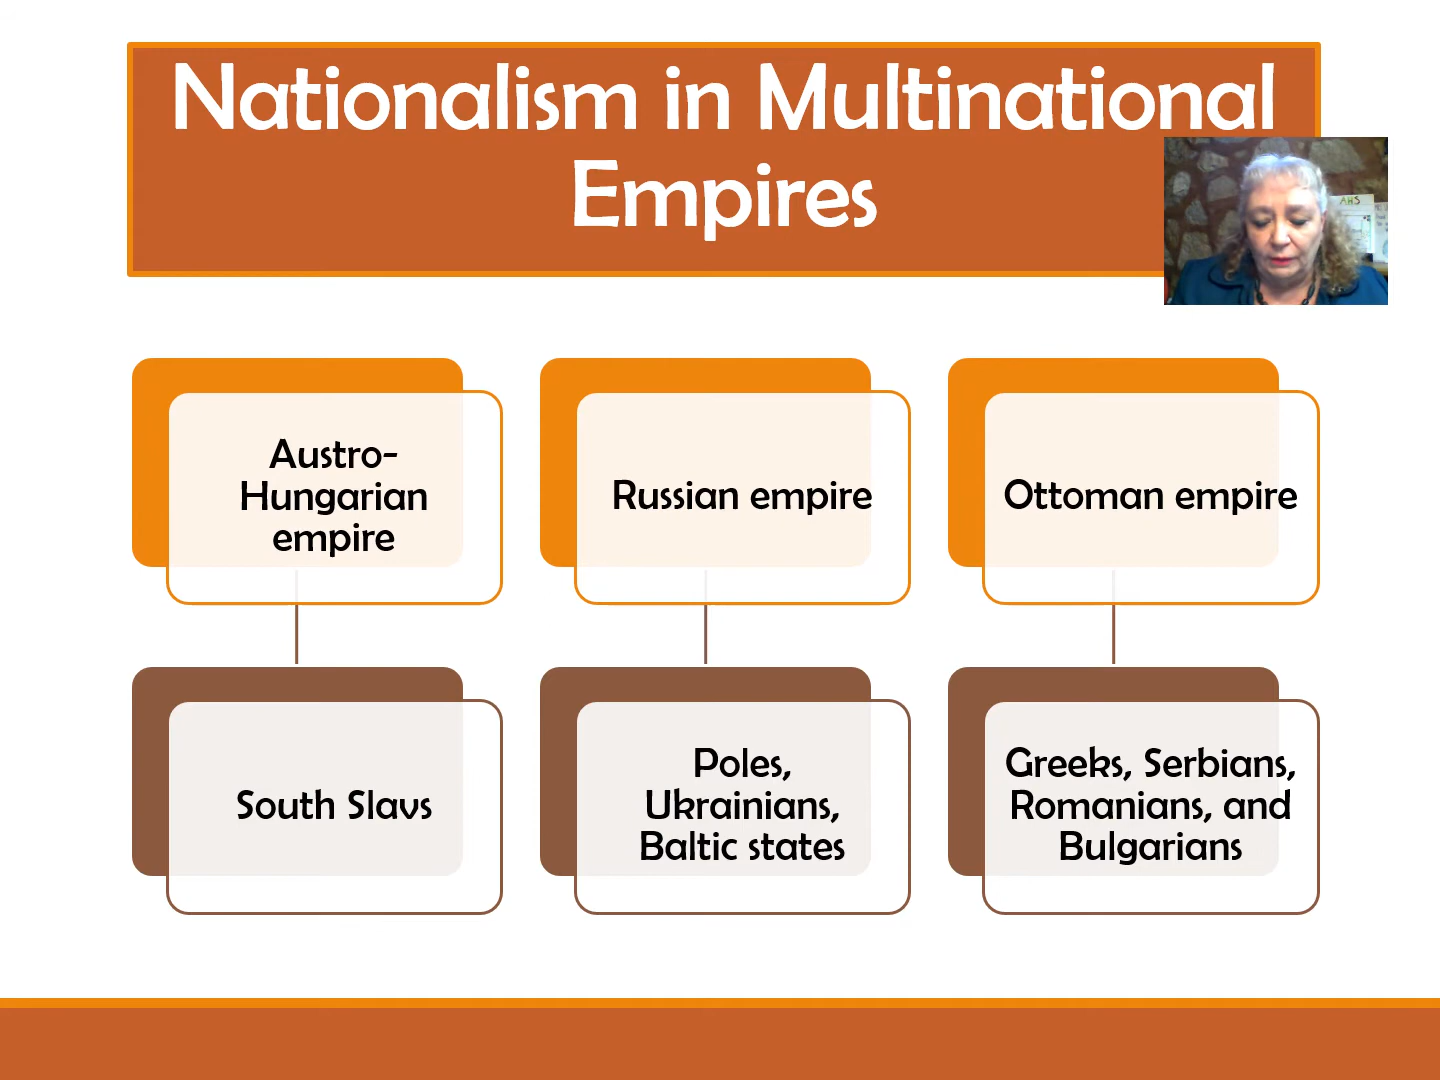 Nationalism in Multinational
Empires
AHS
Austro-
Hungarian
empire
Russian empire
Ottoman empire
South Slavs
Poles,
Ukrainians,
Baltic states
Greeks, Serbians,
Romanians, and
Bulgarians